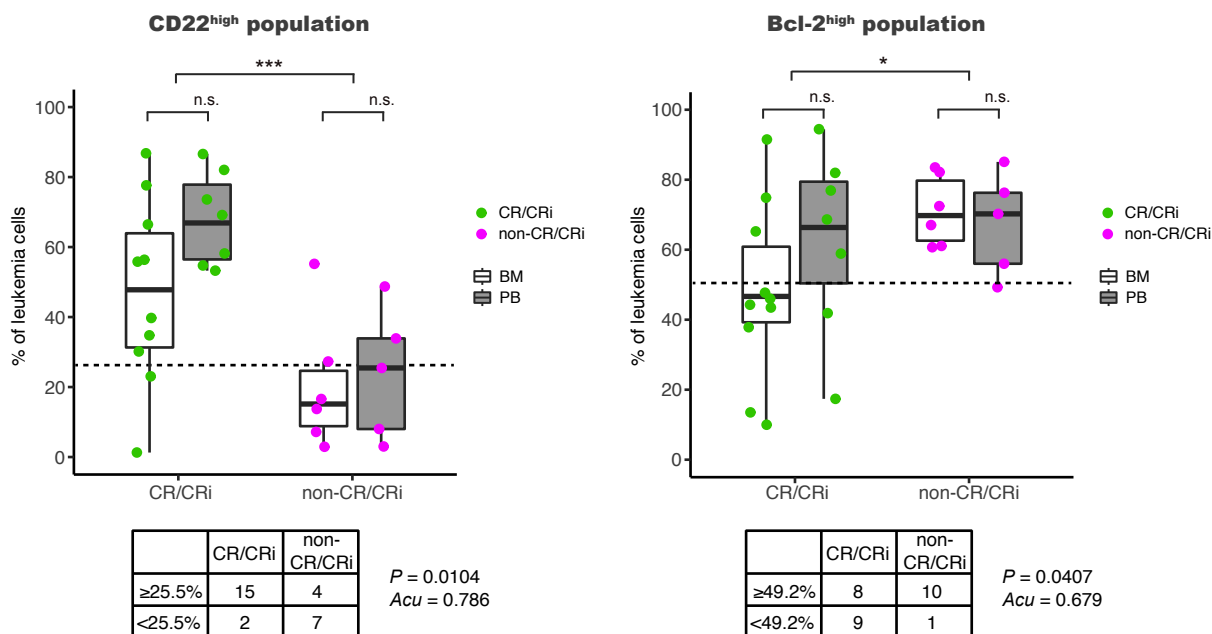 CD22high population
***
n.s.
n.s.
100
80
60
40
20
0
% of leukemia cells
CR/CRi
non-CR/CRi
CR/CRi
non-CR/CRi
BM
PB
CR/CRi
non-
CR/CRi
≥25.5%
15
4
<25.5%
2
7
P = 0.0104
Acu = 0.786
Bcl-2high population
*
n.s.
n.s.
100
80
60
40
20
0
% of leukemia cells
CR/CRi
non-CR/CRi
CR/CRi
non-CR/CRi
BM
PB
CR/CRi
non-
CR/CRi
≥49.2%
8
10
<49.2%
9
1
P = 0.0407
Acu = 0.679